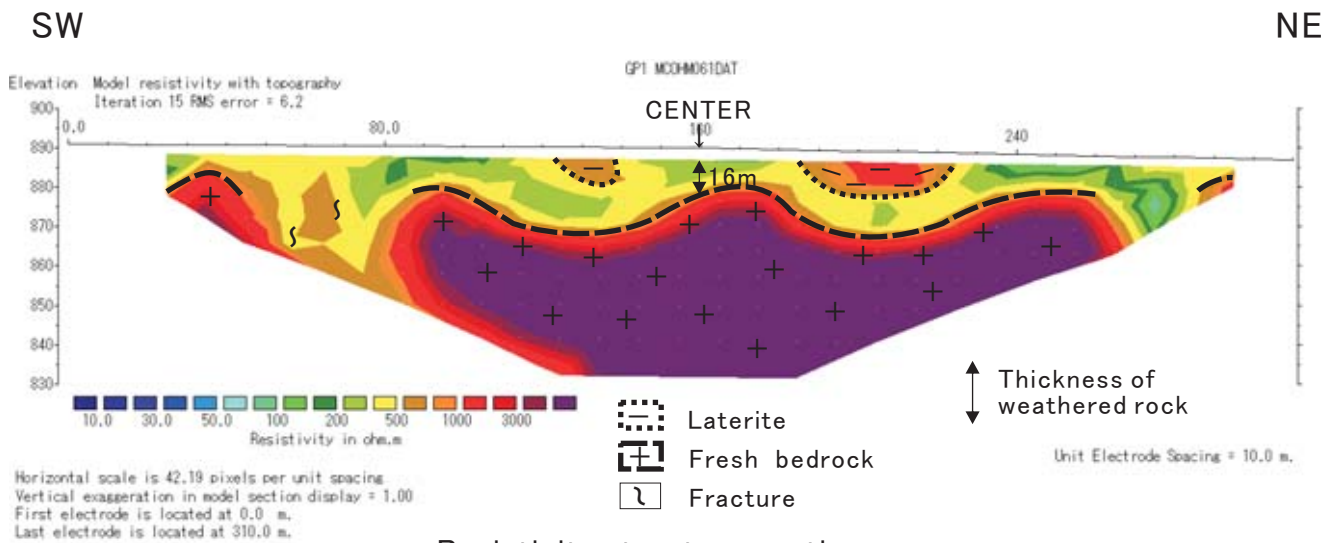 SW
NE
GP1 MCOHM061DAT
Elevation Model resistivity with topography
Iteration 15 RMS error = 6.2
CENTER
900
0.0 80.0 160 240
890
16m
880
870
860
850
840
830
10.0 30.0 50.0 100 200 500 1000 3000
Resistivity in ohm.m
Thickness of
weathered rock
Laterite
Fresh bedrock
Fracture
Unit Electrode Spacing = 10.0 m.
Horizontal scale is 42.19 pixels per unit spacing
Vertical exaggeration in model section display = 1.00
First electrode is located at 0.0 m.
Last electrode is located at 310.0 m.